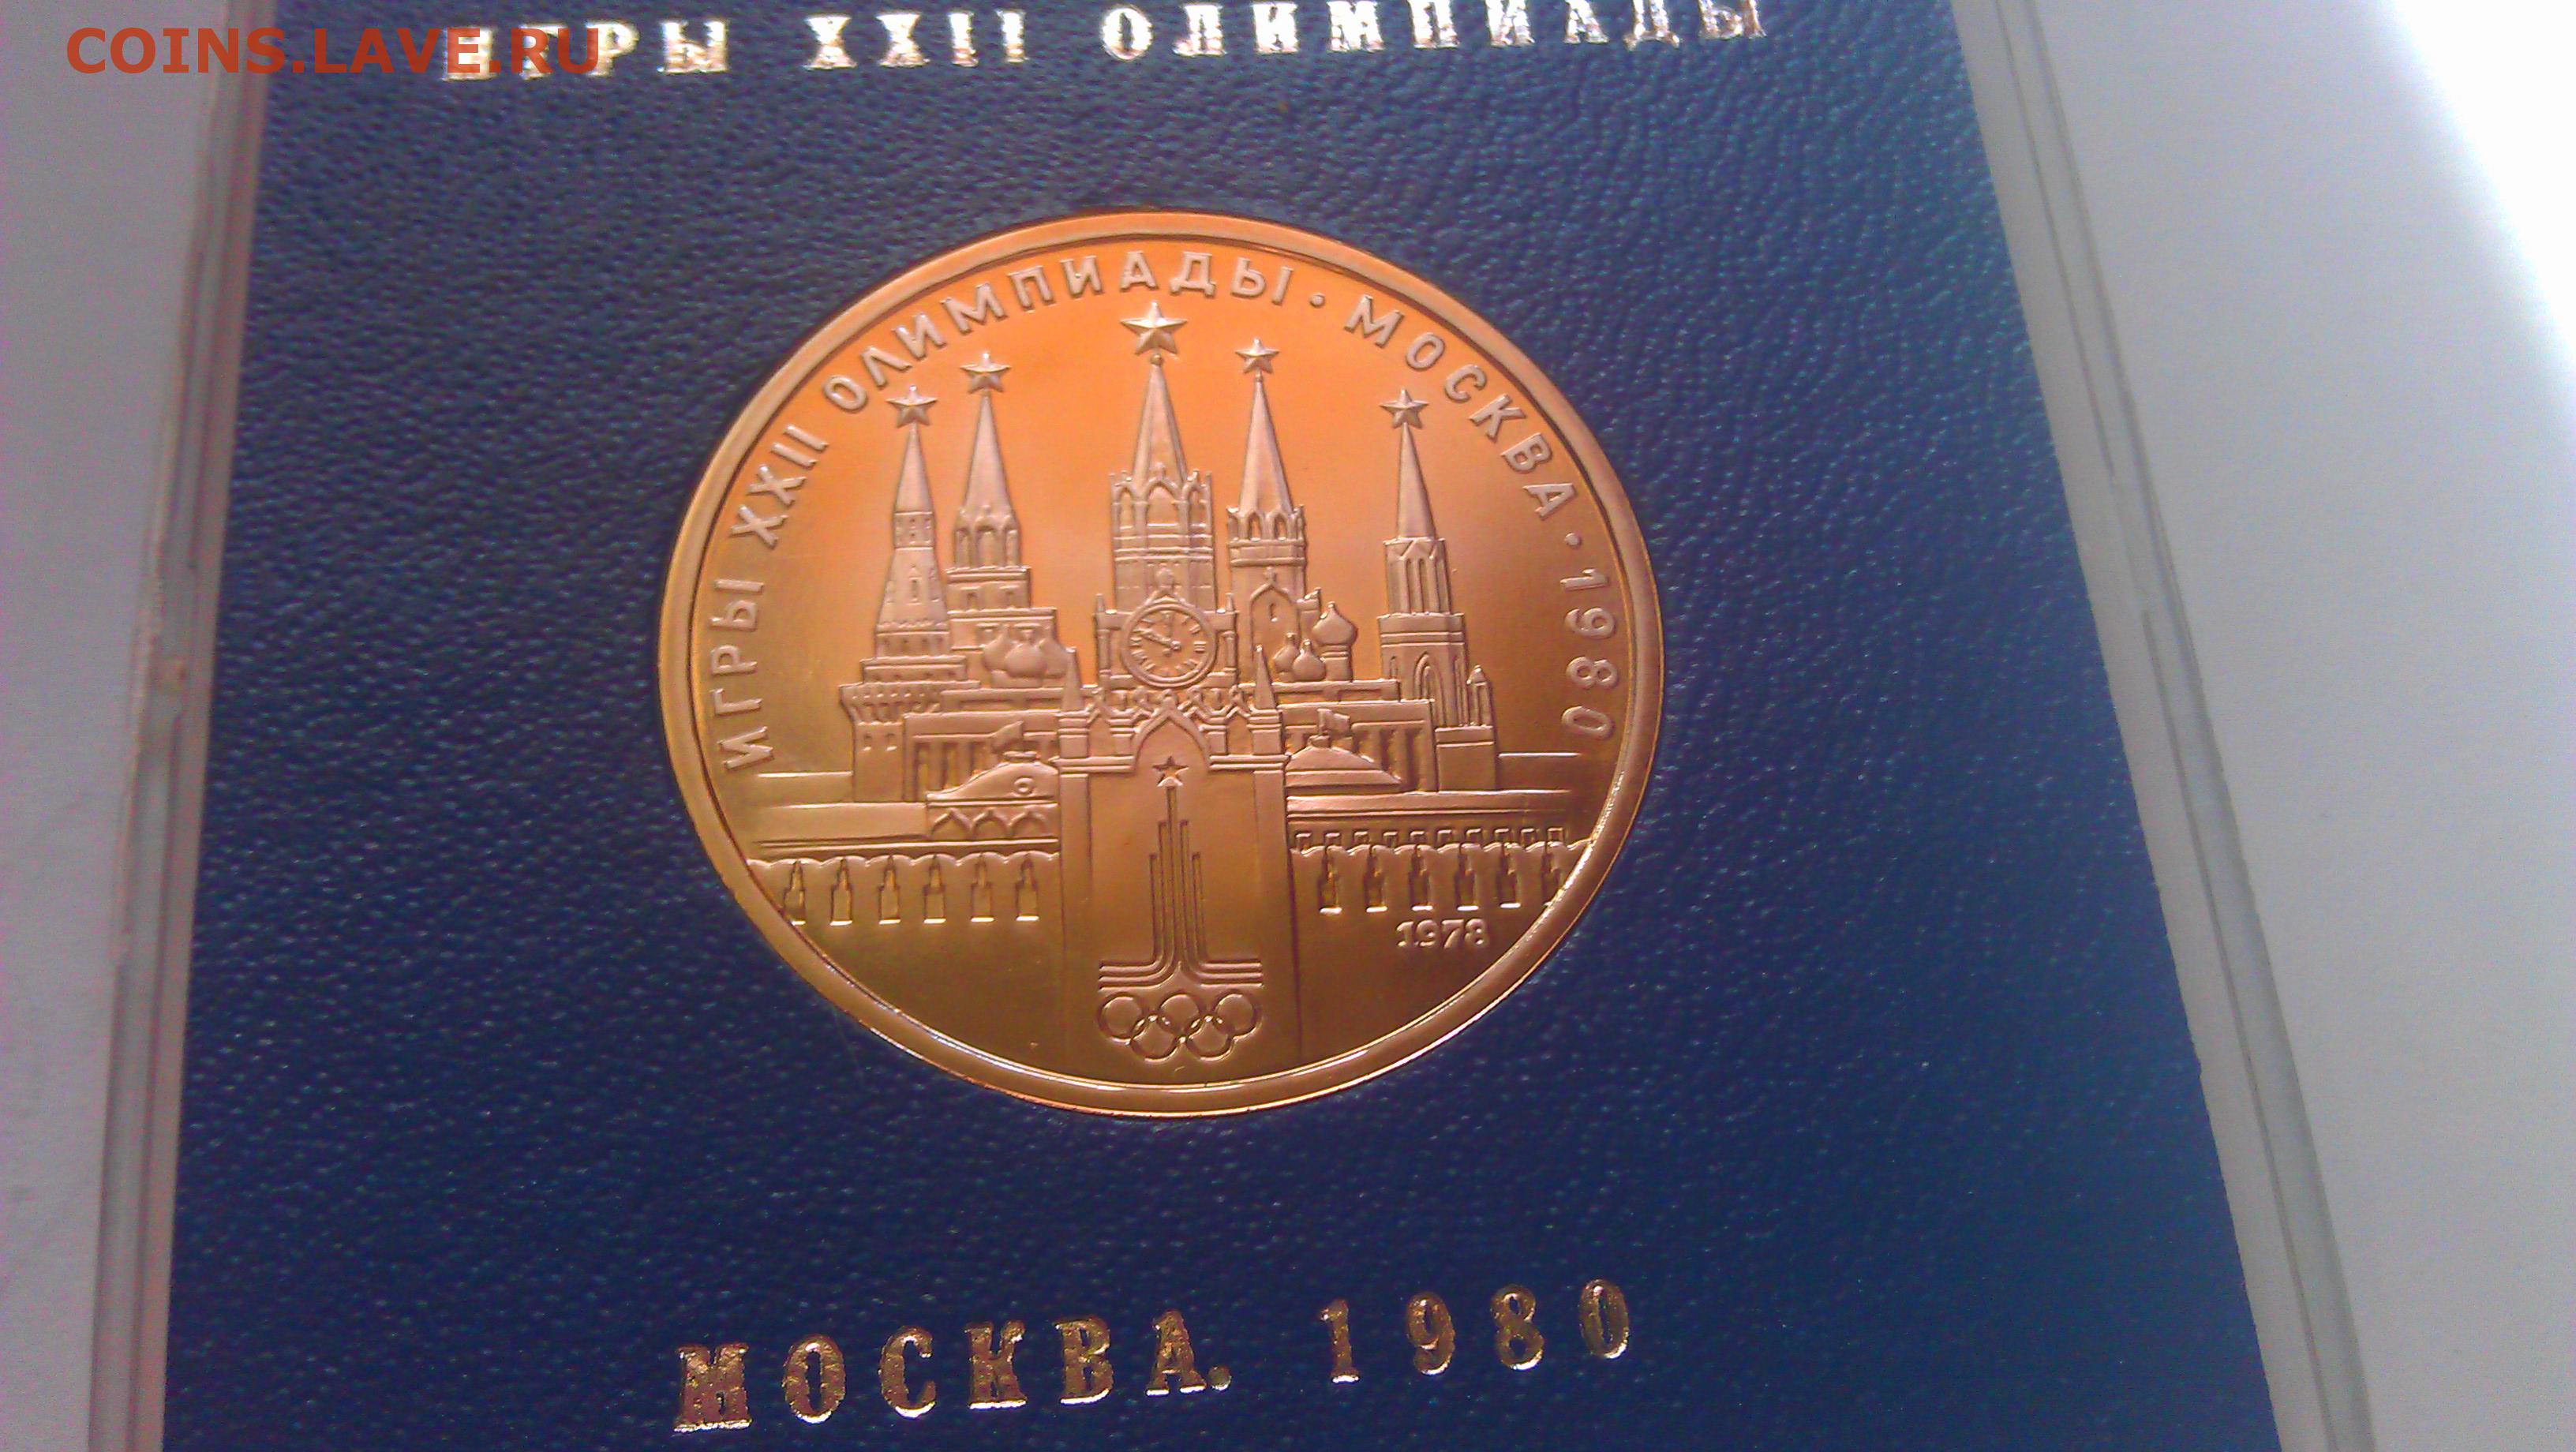 COINS.LAVE.RU
ИГРЫ XXII ОЛИМПИАДЫ
ИГРЫ XXII ОЛИМПИАДЫ · МОСКВА · 1980
1978
МОСКВА. 1980